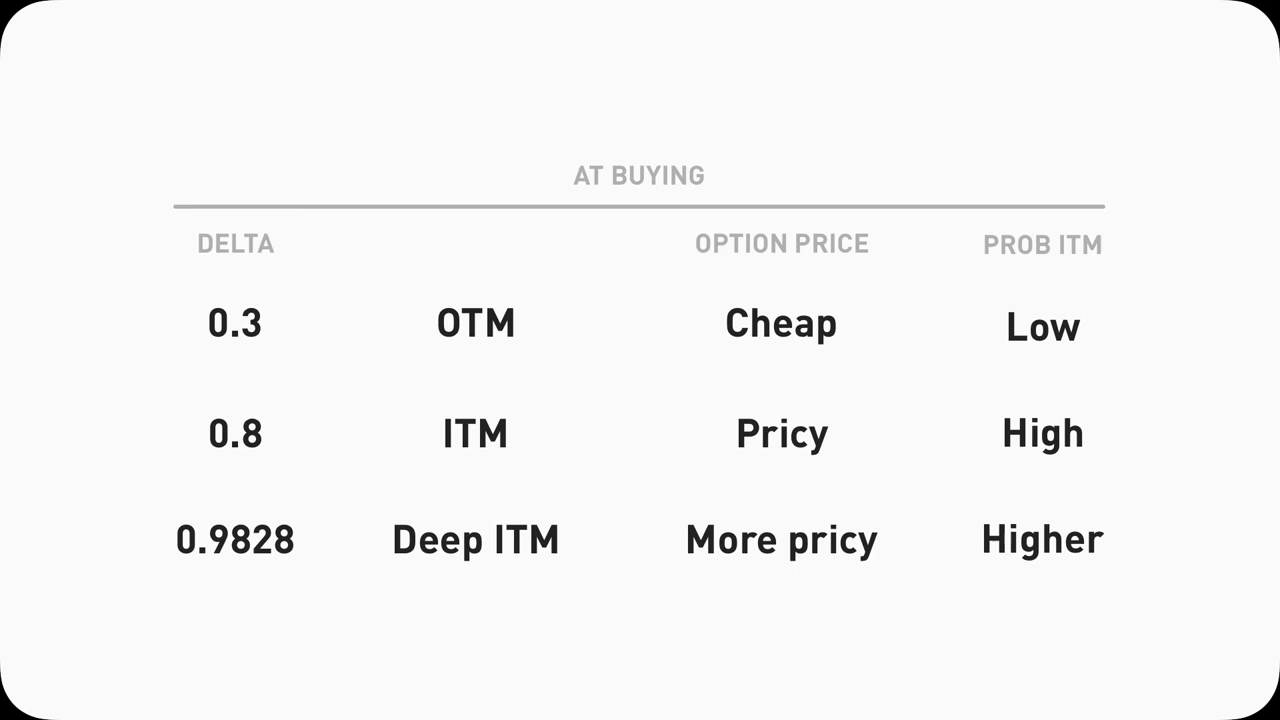 AT BUYING
DELTA OPTION PRICE PROB ITM
0.3 OTM Cheap Low
0.8 ITM Pricy High
0.9828 Deep ITM More pricy Higher